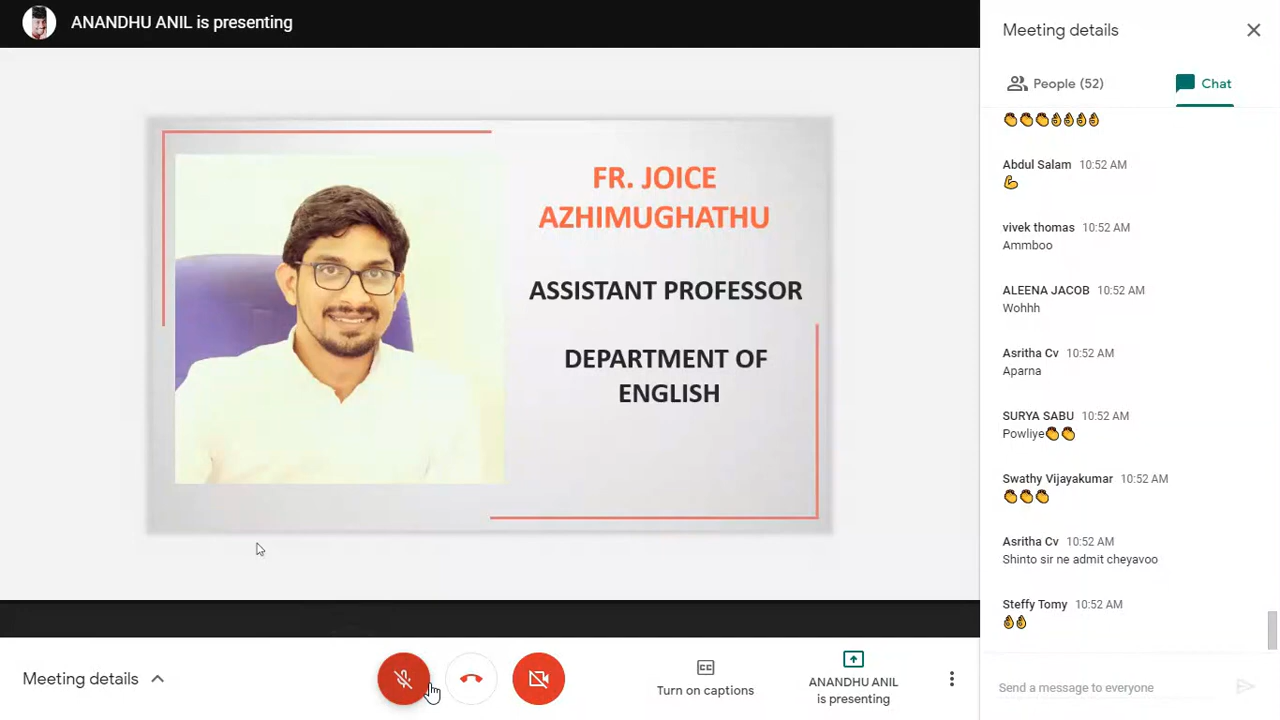 ANANDHU ANIL is presenting
FR. JOICE
AZHIMUGHATHU
ASSISTANT PROFESSOR
DEPARTMENT OF
ENGLISH
Meeting details
People (52)
Chat
👏👏👏👌👌👌👌
Abdul Salam 10:52 AM
💪
vivek thomas 10:52 AM
Ammboo
ALEENA JACOB 10:52 AM
Wohhh
Asritha Cv 10:52 AM
Aparna
SURYA SABU 10:52 AM
Powliye👏👏
Swathy Vijayakumar 10:52 AM
👏👏👏
Asritha Cv 10:52 AM
Shinto sir ne admit cheyavoo
Steffy Tomy 10:52 AM
👌👌
Send a message to everyone
Meeting details
CC
Turn on captions
ANANDHU ANIL
is presenting